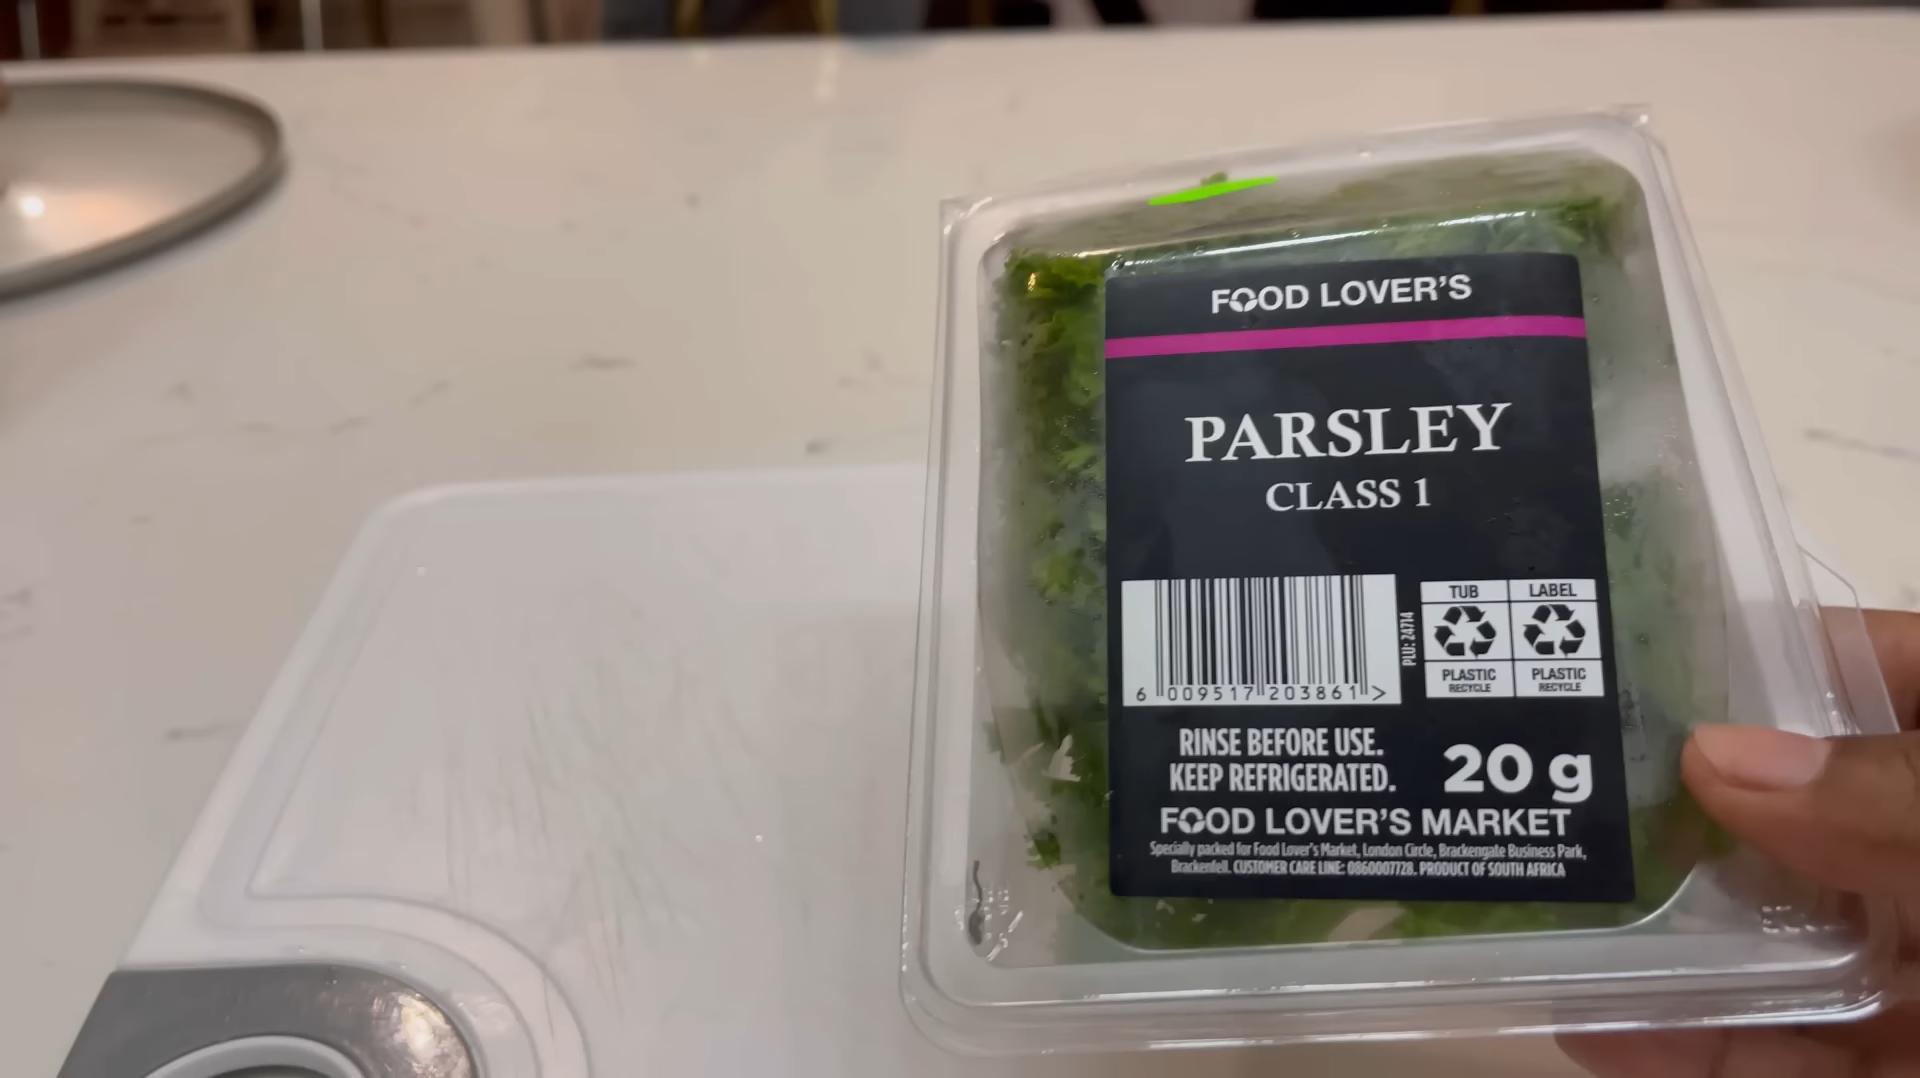 FOOD LOVER'S
PARSLEY
CLASS 1
6 009517 203861 >
PLU: 24714
TUB
LABEL
PLASTIC
RECYCLE
PLASTIC
RECYCLE
RINSE BEFORE USE.
KEEP REFRIGERATED.
20 g
FOOD LOVER'S MARKET
Specially packed for Food Lover's Market, London Circle, Brackengate Business Park,
Brackenfell. CUSTOMER CARE LINE: 0860007728. PRODUCT OF SOUTH AFRICA